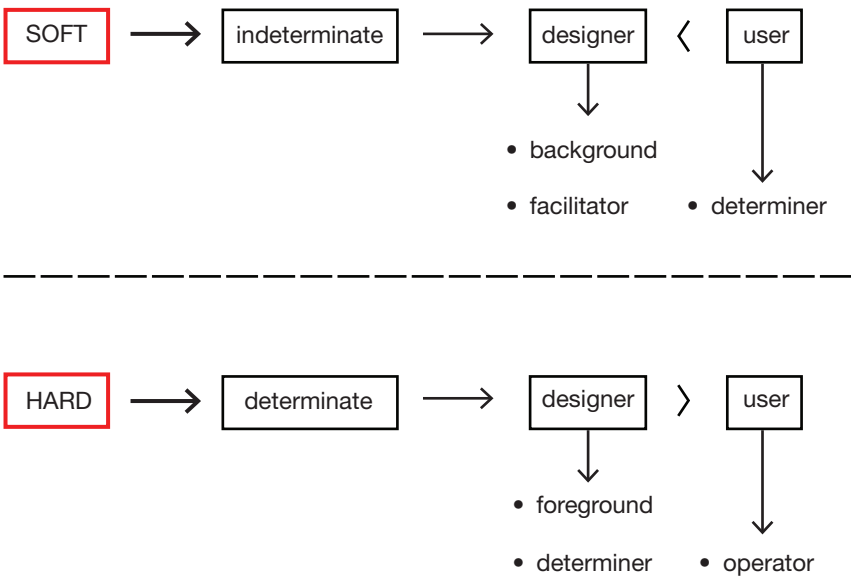 SOFT indeterminate designer < user
• background
• facilitator • determiner
HARD determinate designer > user
• foreground
• determiner • operator